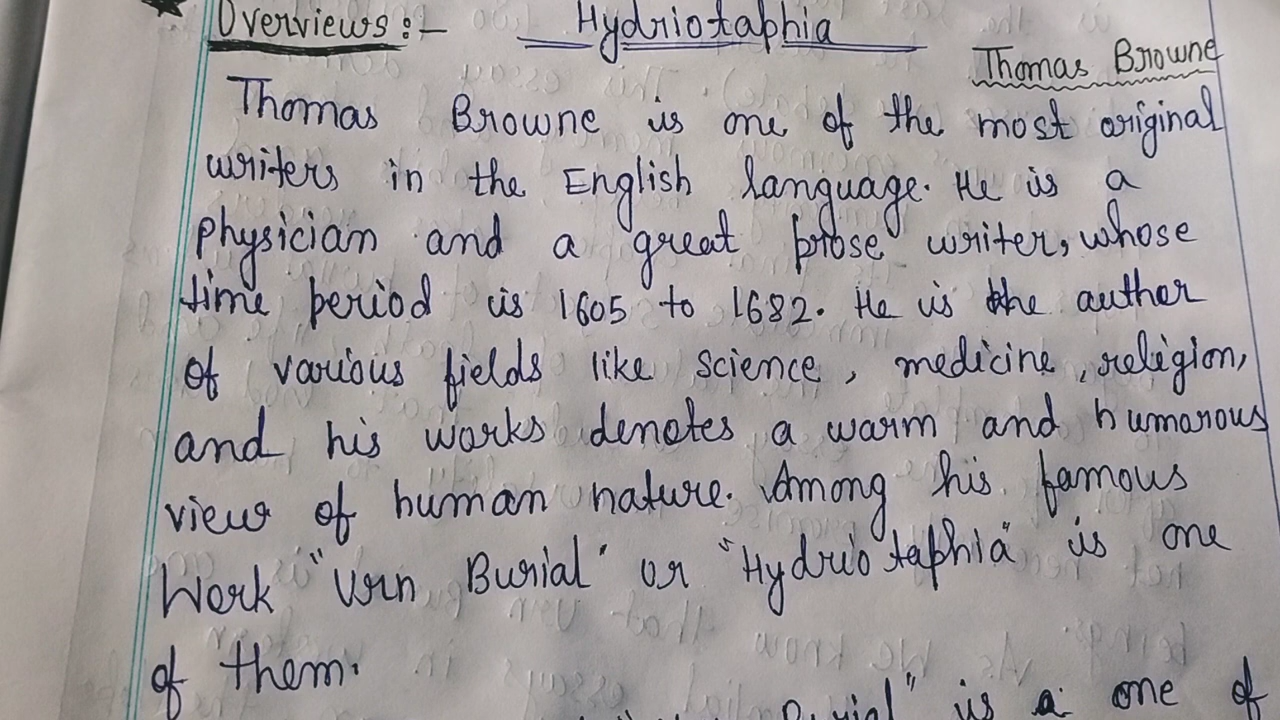 Overviews :- Hydriotaphia
Thomas Browne
Thomas Browne is one of the most original
writers in the English language. He is a
physician and a great prose writer, whose
time period is 1605 to 1682. He is the author
of various fields like science, medicine, religion,
and his works denotes a warm and humorous
view of human nature. Among his famous
Work "Urn Burial" or "Hydriotaphia" is one
of them.
Burial" is a one of